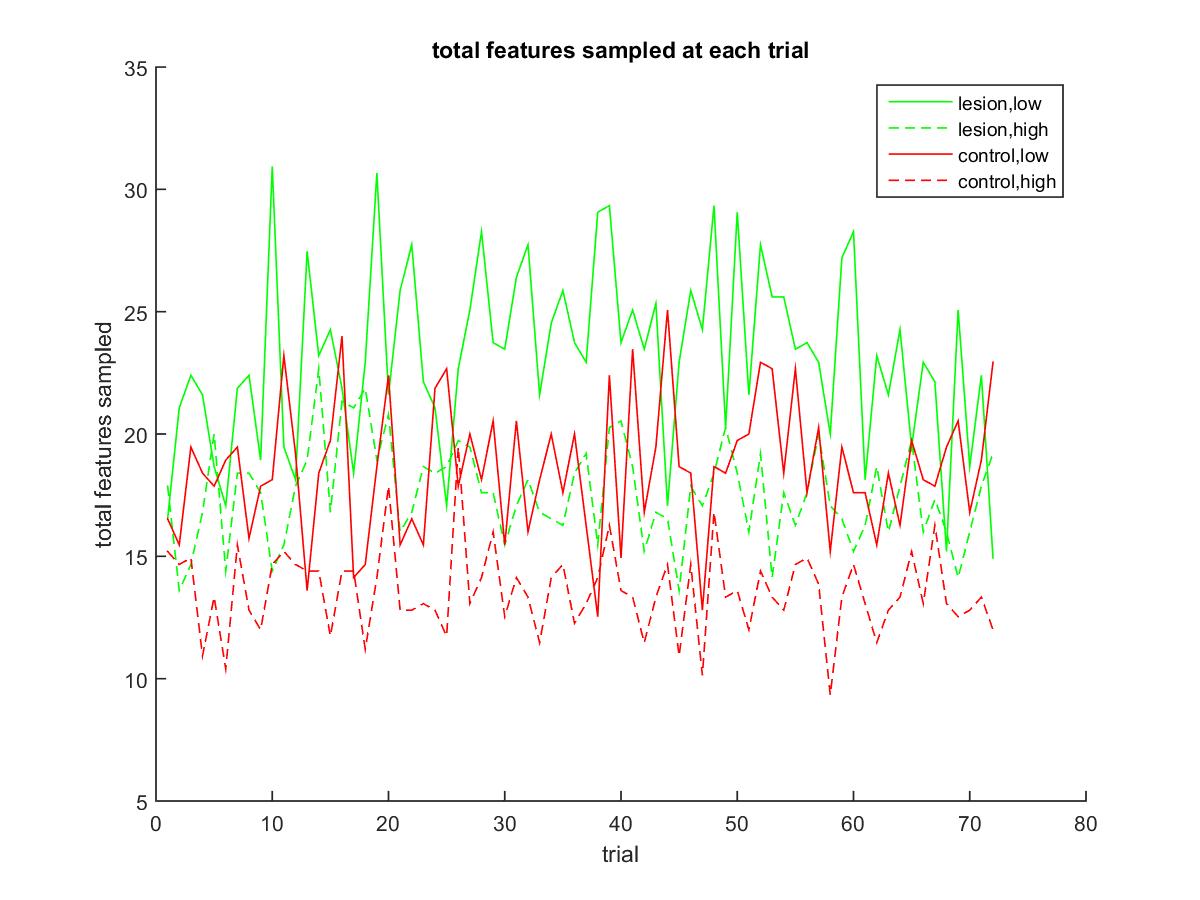 total features sampled at each trial
35
30
25
20
15
10
5
total features sampled
0
10
20
30
40
50
60
70
80
trial
lesion,low
lesion,high
control,low
control,high